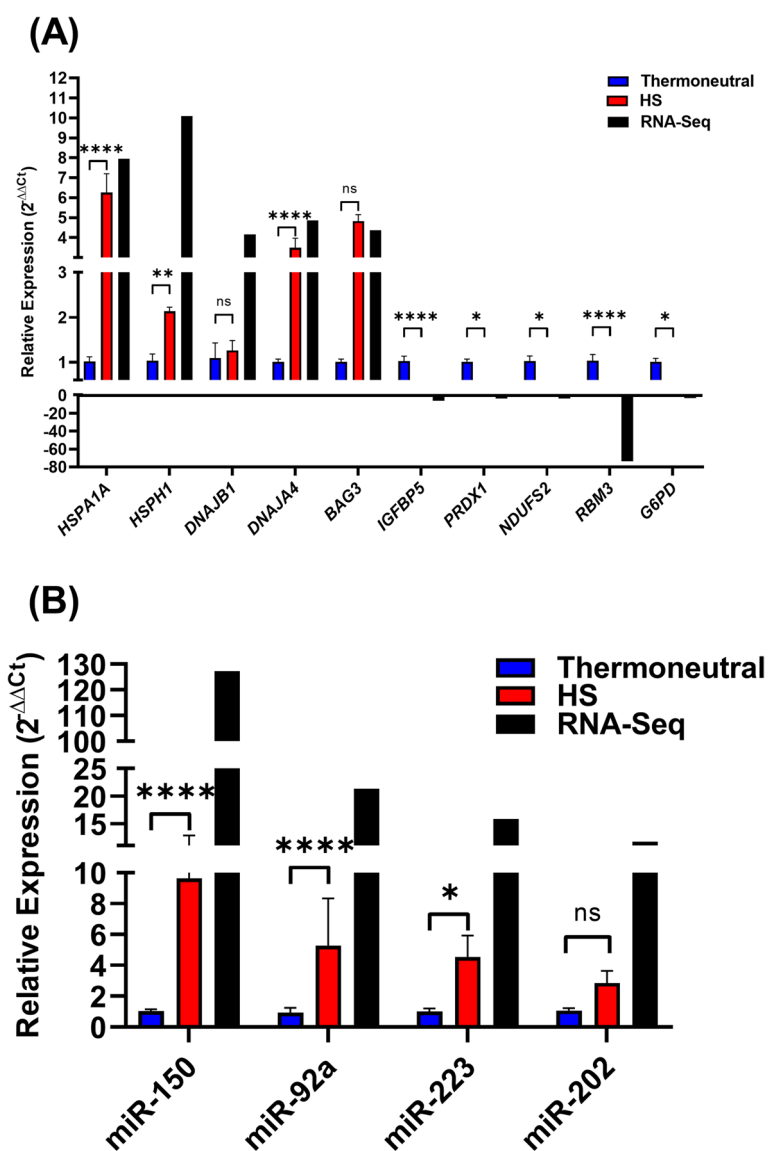 (A)
Relative Expression (2^-ΔΔCt)
12
11
10
9
8
7
6
5
4
3
2
1
0
-20
-40
-60
-80
Thermoneutral
HS
RNA-Seq
****
**
ns
****
ns
****
*
*
****
*
HSPA1A
HSPH1
DNAJB1
DNAJA4
BAG3
IGFBP5
PRDX1
NDUFS2
RBM3
G6PD
(B)
Relative Expression (2^-ΔΔCt)
130
120
110
100
25
20
15
10
8
6
4
2
0
Thermoneutral
HS
RNA-Seq
****
****
*
ns
miR-150
miR-92a
miR-223
miR-202